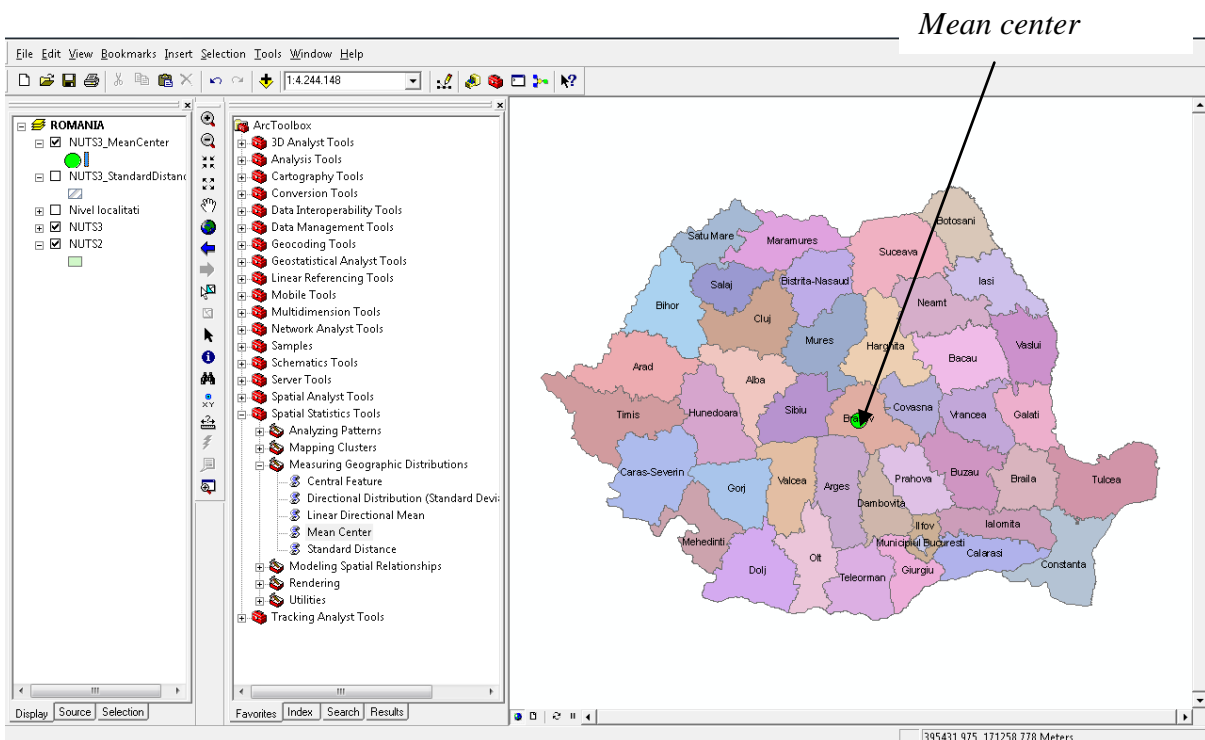 Mean center
File Edit View Bookmarks Insert Selection Tools Window Help
1:4.244.148
ROMANIA
NUTS3_MeanCenter
NUTS3_StandardDistanc
Nivel localitati
NUTS3
NUTS2
Display Source Selection
ArcToolbox
3D Analyst Tools
Analysis Tools
Cartography Tools
Conversion Tools
Data Interoperability Tools
Data Management Tools
Geocoding Tools
Geostatistical Analyst Tools
Linear Referencing Tools
Mobile Tools
Multidimension Tools
Network Analyst Tools
Samples
Schematics Tools
Server Tools
Spatial Analyst Tools
Spatial Statistics Tools
Analyzing Patterns
Mapping Clusters
Measuring Geographic Distributions
Central Feature
Directional Distribution (Standard Devi
Linear Directional Mean
Mean Center
Standard Distance
Modeling Spatial Relationships
Rendering
Utilities
Tracking Analyst Tools
Favorites Index Search Results
Botosani
Satu Mare
Maramures
Suceava
Salaj
Bistrita-Nasaud
Iasi
Bihor
Neamt
Cluj
Mures
Harghita
Vaslui
Bacau
Arad
Alba
Timis
Hunedoara
Sibiu
Covasna
Vrancea
Galati
Caras-Severin
Gorj
Valcea
Arges
Prahova
Buzau
Braila
Tulcea
Dambovita
Ilfov
Ialomita
Mehedinti
Municipiul Bucuresti
Calarasi
Dolj
Olt
Teleorman
Giurgiu
Constanta
395431,975 171258,778 Meters